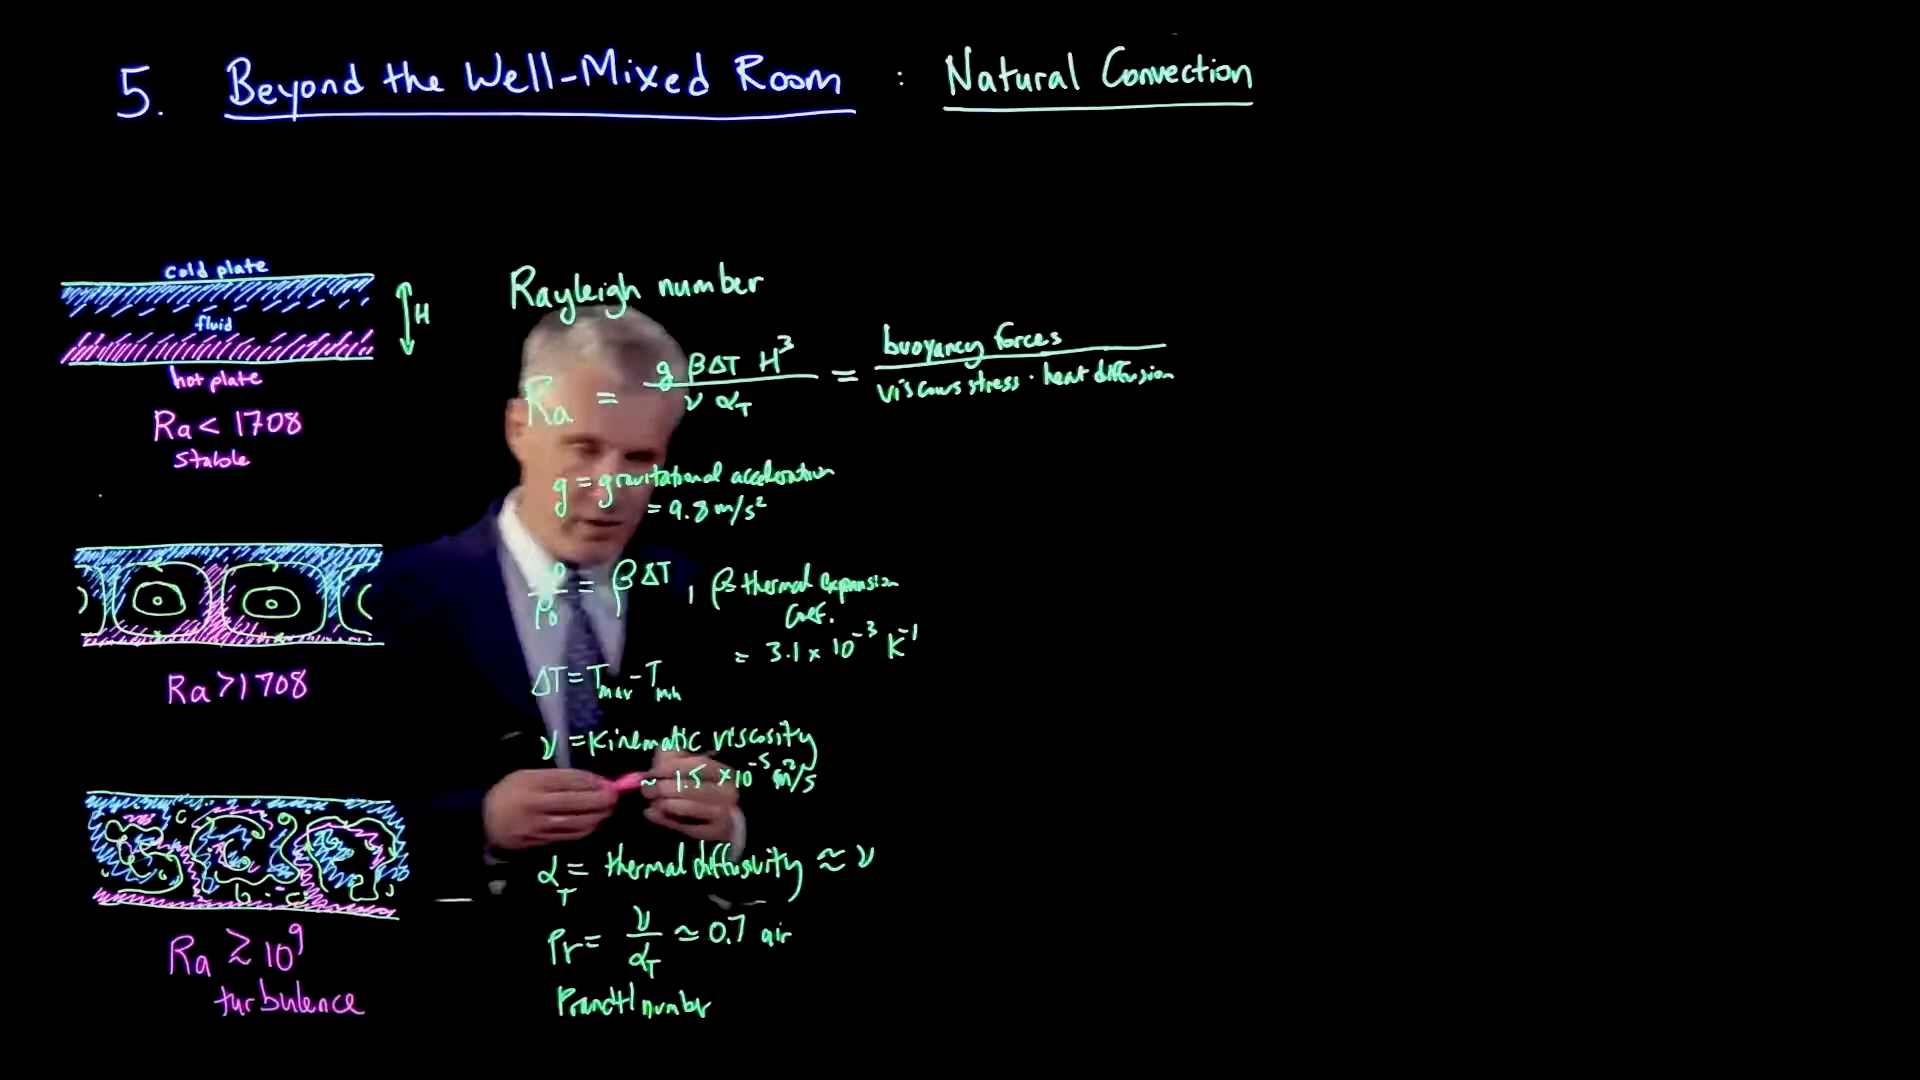 5. Beyond the Well-Mixed Room : Natural Convection
cold plate
fluid
H
hot plate
Ra < 1708
stable
Ra > 1708
Ra ≳ 10⁹
turbulence
Rayleigh number
Ra = g β ΔT H³ / ν α_T = buoyancy forces / viscous stress · heat diffusion
g = gravitational acceleration
= 9.8 m/s²
ρ₀ = β ΔT , β = thermal expansion
coef.
= 3.1 × 10⁻³ K⁻¹
ΔT = T_max - T_min
ν = kinematic viscosity
~ 1.5 × 10⁻⁵ m²/s
α_T = thermal diffusivity ≈ ν
Pr = ν / α_T ≈ 0.7 air
Prandtl number